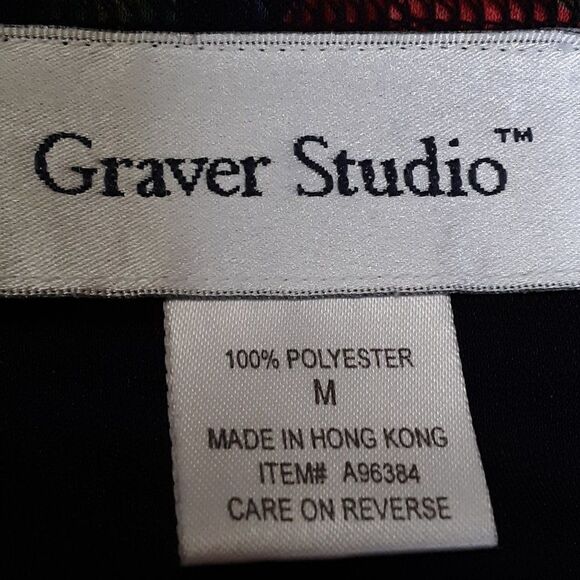 Graver Studio™
100% POLYESTER
M
MADE IN HONG KONG
ITEM# A96384
CARE ON REVERSE